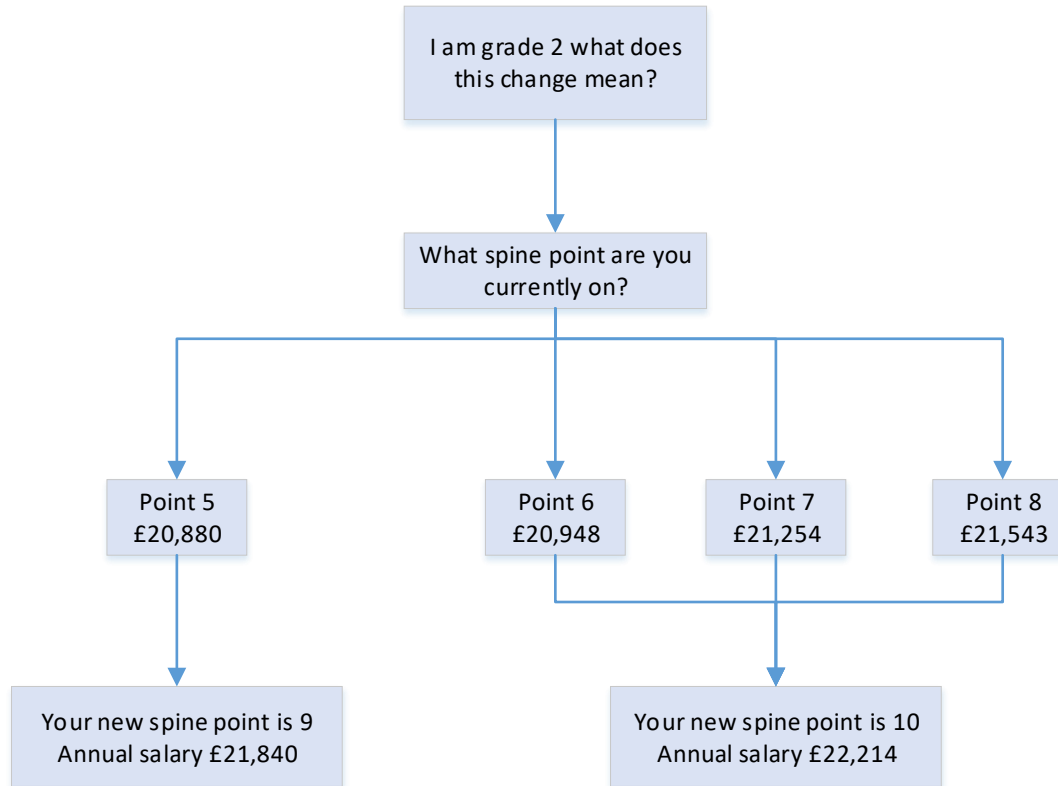 I am grade 2 what does
this change mean?
What spine point are you
currently on?
Point 5
£20,880
Point 6
£20,948
Point 7
£21,254
Point 8
£21,543
Your new spine point is 9
Annual salary £21,840
Your new spine point is 10
Annual salary £22,214